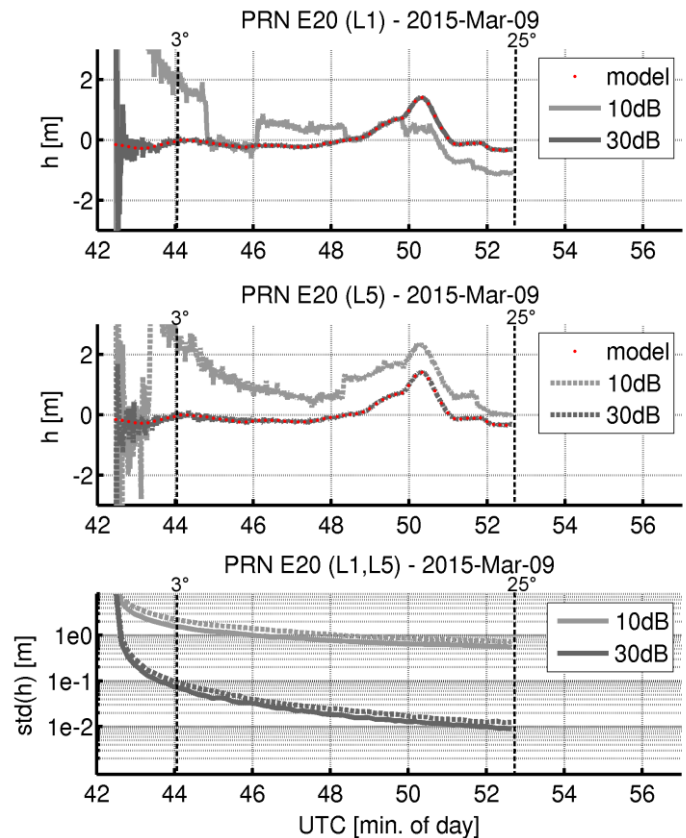 PRN E20 (L1) - 2015-Mar-09
3° 25°
2
0
-2
h [m]
model
10dB
30dB
42 44 46 48 50 52 54 56
PRN E20 (L5) - 2015-Mar-09
3° 25°
2
0
-2
h [m]
model
10dB
30dB
42 44 46 48 50 52 54 56
PRN E20 (L1,L5) - 2015-Mar-09
3° 25°
1e0
1e-1
1e-2
std(h) [m]
10dB
30dB
42 44 46 48 50 52 54 56
UTC [min. of day]